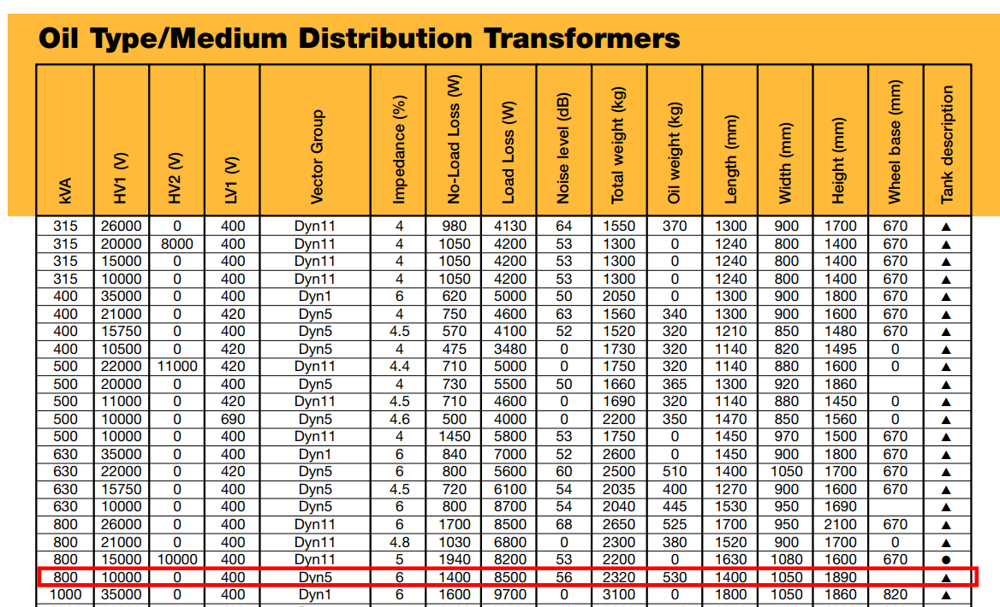 Oil Type/Medium Distribution Transformers
kVA HV1 (V) HV2 (V) LV1 (V) Vector Group Impedance (%) No-Load Loss (W) Load Loss (W) Noise level (dB) Total weight (kg) Oil weight (kg) Length (mm) Width (mm) Height (mm) Wheel base (mm) Tank description
315 26000 0 400 Dyn11 4 980 4130 64 1550 370 1300 900 1700 670 ▲
315 20000 8000 400 Dyn11 4 1050 4200 53 1300 0 1240 800 1400 670 ▲
315 15000 0 400 Dyn11 4 1050 4200 53 1300 0 1240 800 1400 670 ▲
315 10000 0 400 Dyn11 4 1050 4200 53 1300 0 1240 800 1400 670 ▲
400 35000 0 400 Dyn1 6 620 5000 50 2050 0 1300 900 1800 670 ▲
400 21000 0 420 Dyn5 4 750 4600 63 1560 340 1300 900 1600 670 ▲
400 15750 0 400 Dyn5 4.5 570 4100 52 1520 320 1210 850 1480 670 ▲
400 10500 0 420 Dyn5 4 475 3480 0 1730 320 1140 820 1495 0 ▲
500 22000 11000 420 Dyn11 4.4 710 5000 0 1750 320 1140 880 1600 0 ▲
500 20000 0 400 Dyn5 4 730 5500 50 1660 365 1300 920 1860 ▲
500 11000 0 420 Dyn11 4.5 710 4600 0 1690 320 1140 880 1450 0 ▲
500 10000 0 690 Dyn5 4.6 500 4000 0 2200 350 1470 850 1560 0 ▲
500 10000 0 400 Dyn11 4 1450 5800 53 1750 0 1450 970 1500 670 ▲
630 35000 0 400 Dyn1 6 840 7000 52 2600 0 1450 900 1800 670 ▲
630 22000 0 420 Dyn5 6 800 5600 60 2500 510 1400 1050 1700 670 ▲
630 15750 0 400 Dyn5 4.5 720 6100 54 2035 400 1270 900 1600 670 ▲
630 10000 0 400 Dyn5 6 800 8700 54 2040 445 1530 950 1690 ▲
800 26000 0 400 Dyn11 6 1700 8500 68 2650 525 1700 950 2100 670 ▲
800 21000 0 400 Dyn11 4.8 1030 6800 0 2300 380 1520 900 1700 0 ▲
800 15000 10000 400 Dyn11 5 1940 8200 53 2200 0 1630 1080 1600 670 ●
800 10000 0 400 Dyn5 6 1400 8500 56 2320 530 1400 1050 1890 ▲
1000 35000 0 400 Dyn1 6 1600 9700 0 3100 0 1800 1050 1860 820 ▲